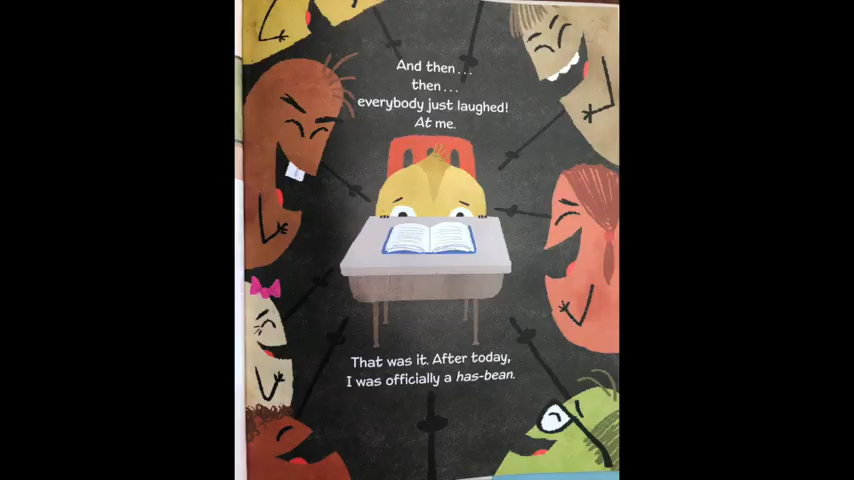 And then...
then...
everybody just laughed!
At me.
That was it. After today,
I was officially a has-bean.